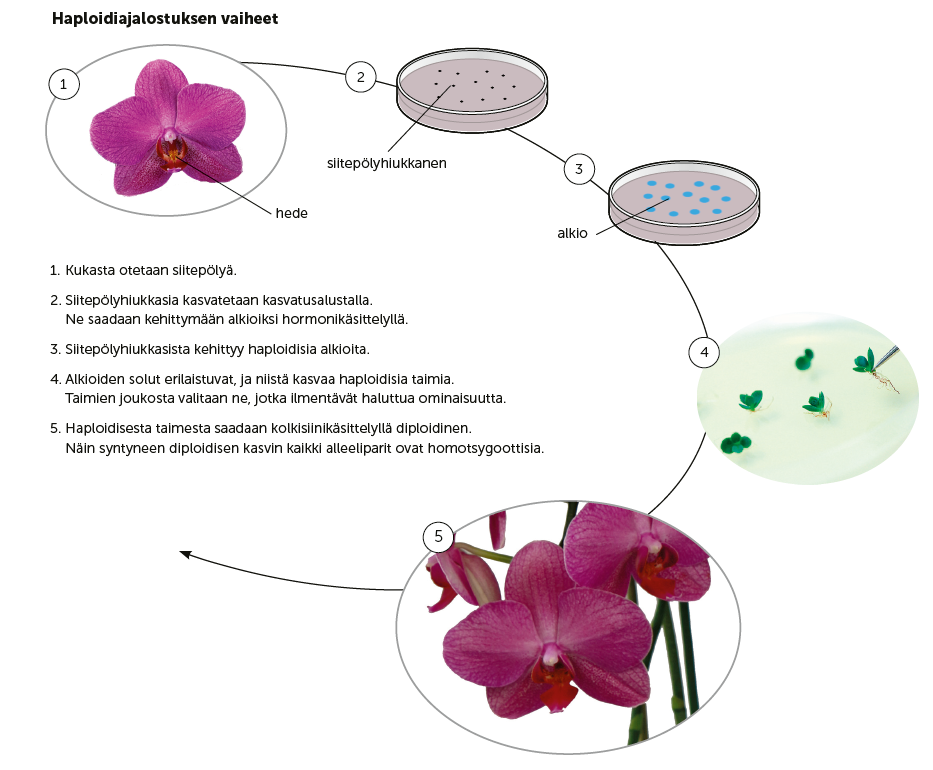 Haploidiajalostuksen vaiheet
1
2
siitepölyhiukkanen
3
hede
alkio
1. Kukasta otetaan siitepölyä.
2. Siitepölyhiukkasia kasvatetaan kasvatusalustalla.
Ne saadaan kehittymään alkioiksi hormonikäsittelyllä.
3. Siitepölyhiukkasista kehittyy haploidisia alkioita.
4. Alkioiden solut erilaistuvat, ja niistä kasvaa haploidisia taimia.
Taimien joukosta valitaan ne, jotka ilmentävät haluttua ominaisuutta.
5. Haploidisesta taimesta saadaan kolkisiinikäsittelyllä diploidinen.
Näin syntyneen diploidisen kasvin kaikki alleeliparit ovat homotsygoottisia.
4
5